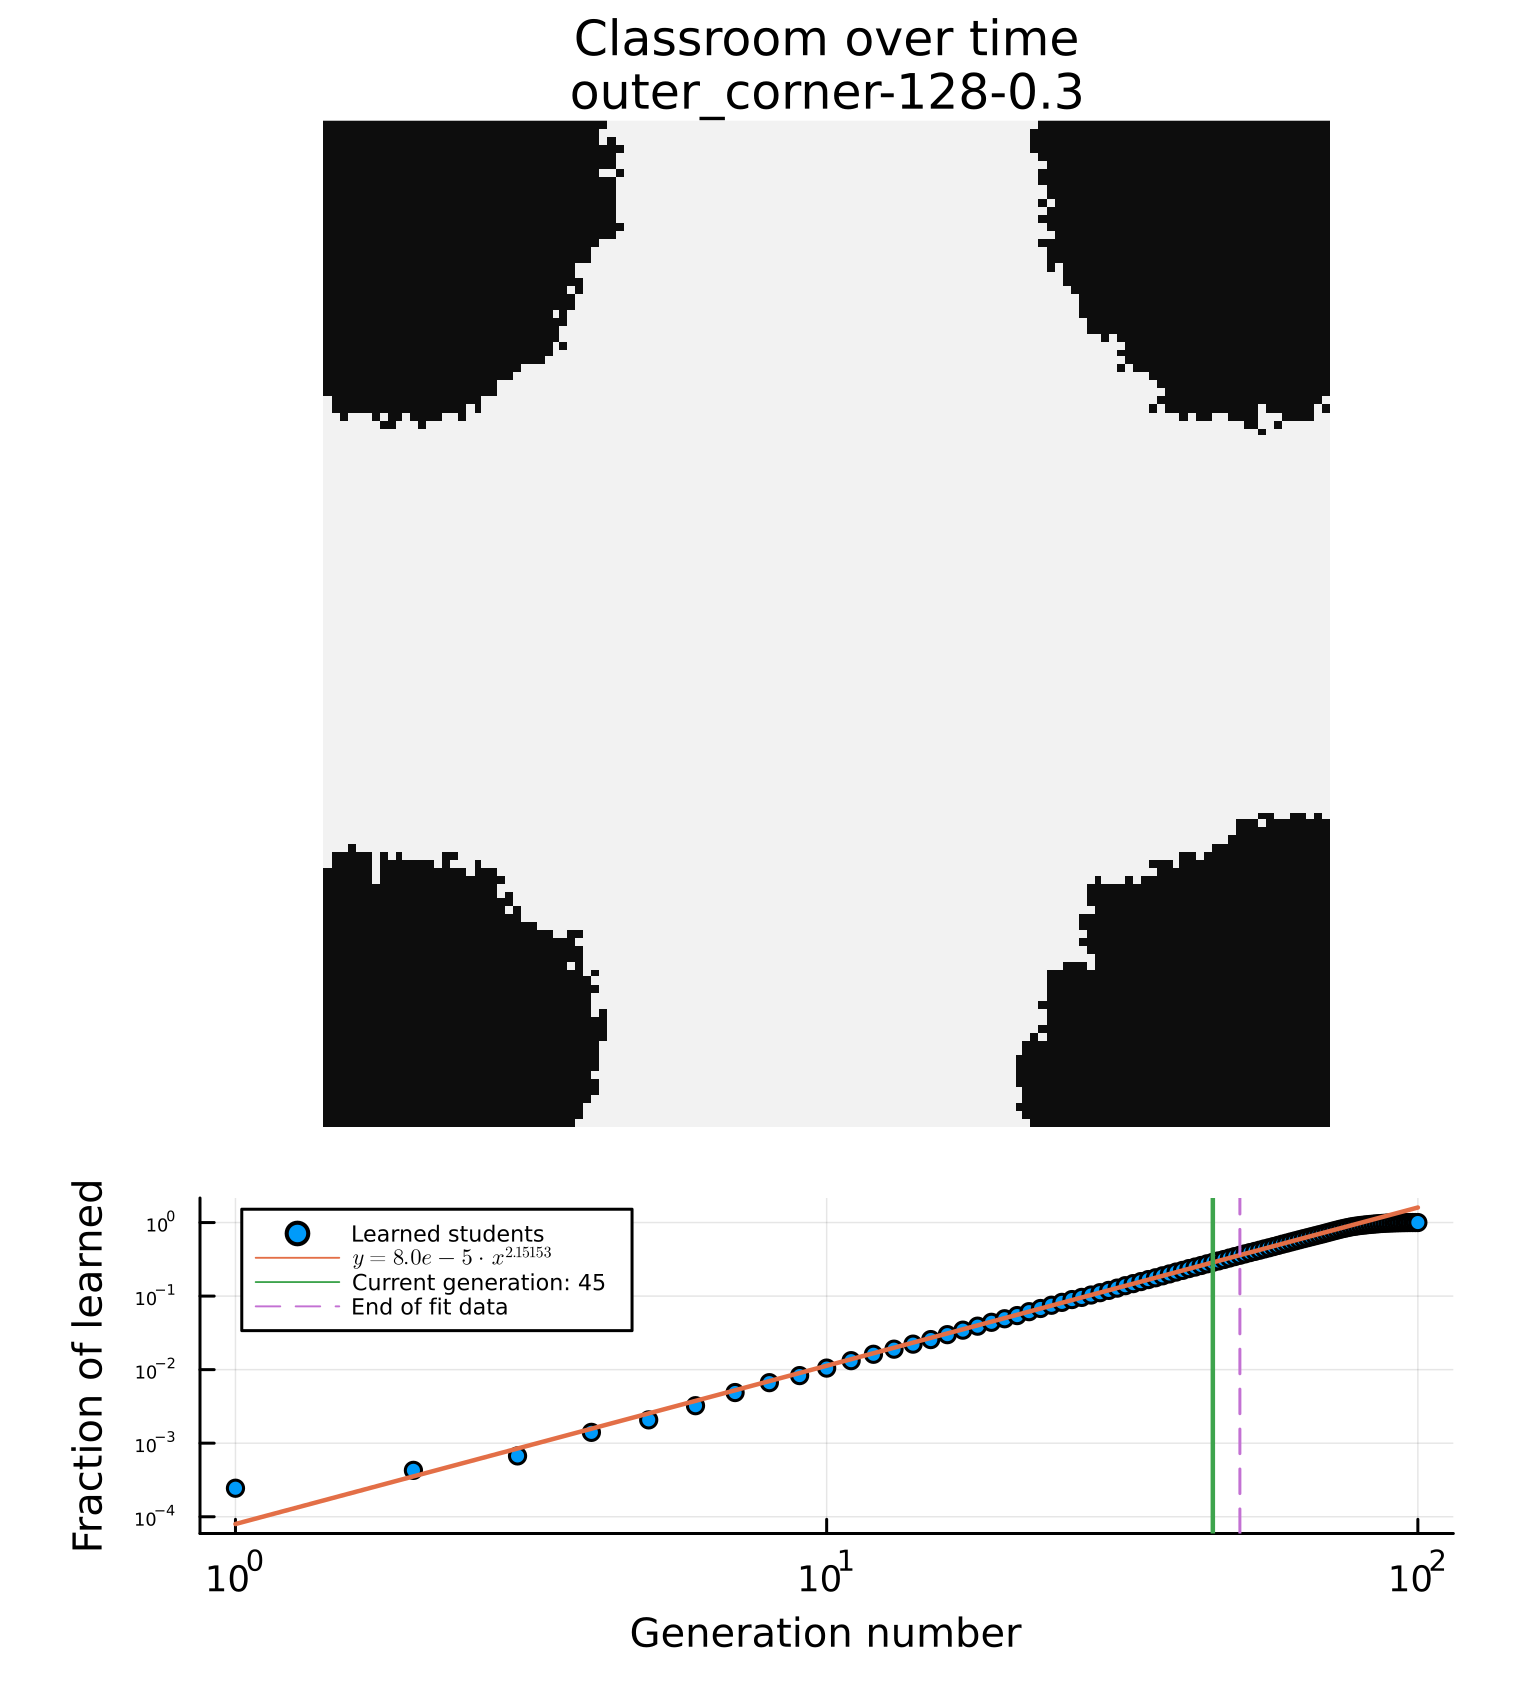 Classroom over time
outer_corner-128-0.3
Fraction of learned
10^0
10^−1
10^−2
10^−3
10^−4
Learned students
y = 8.0e − 5 · x^2.15153
Current generation: 45
End of fit data
10^0 10^1 10^2
Generation number